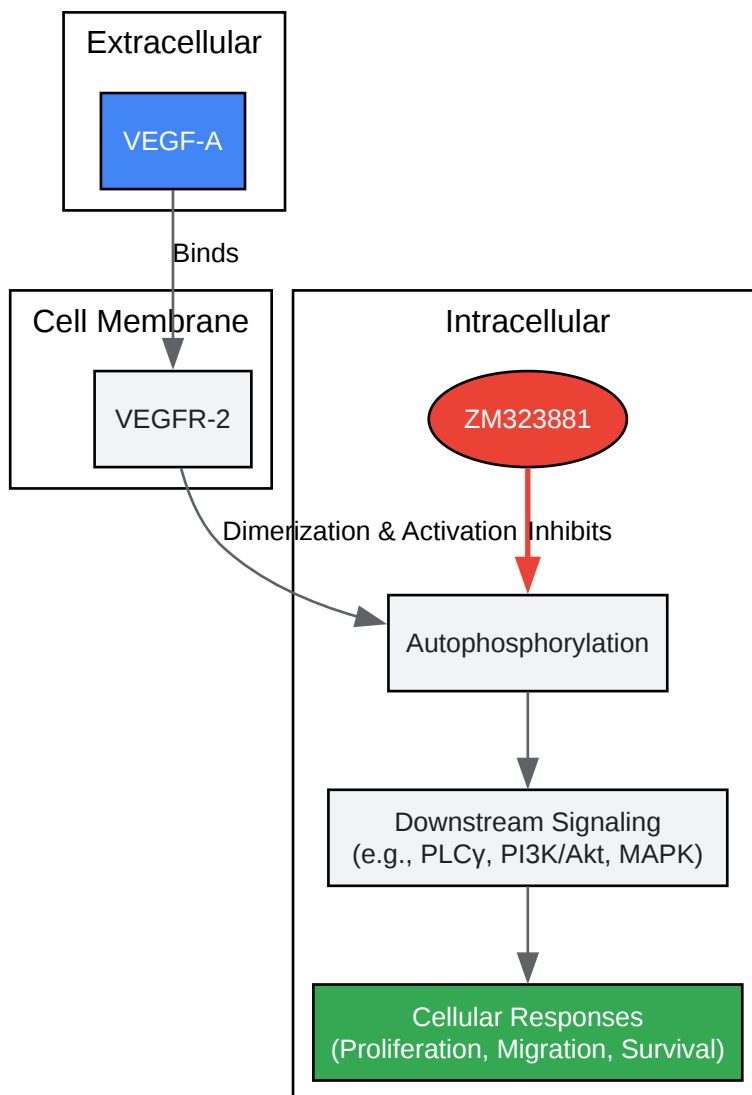 Extracellular
VEGF-A
Binds
Cell Membrane
Intracellular
VEGFR-2
ZM323881
Dimerization & Activation
Inhibits
Autophosphorylation
Downstream Signaling
(e.g., PLCγ, PI3K/Akt, MAPK)
Cellular Responses
(Proliferation, Migration, Survival)